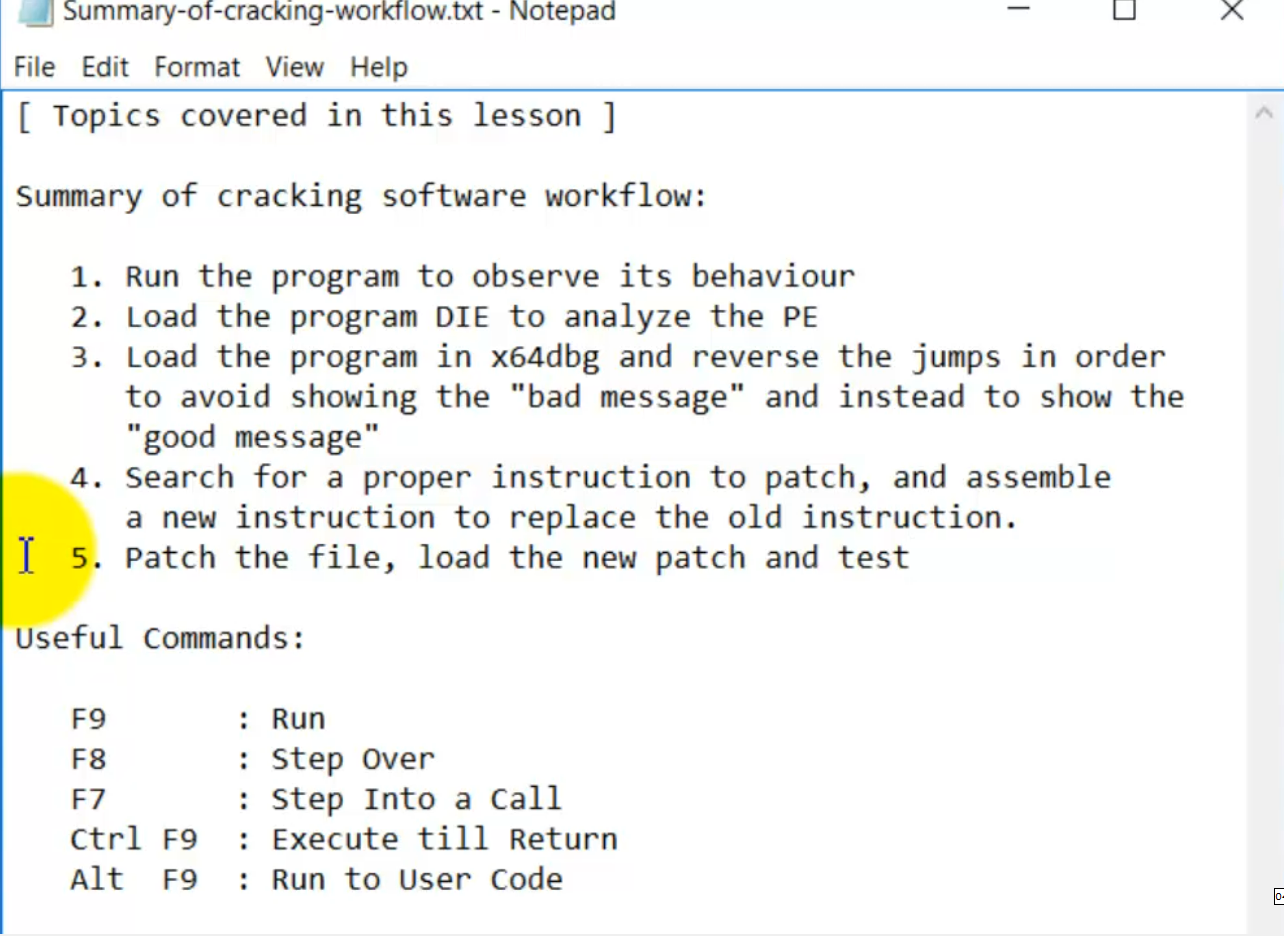 Summary-of-cracking-workflow.txt - Notepad
File Edit Format View Help
[ Topics covered in this lesson ]
Summary of cracking software workflow:
1. Run the program to observe its behaviour
2. Load the program DIE to analyze the PE
3. Load the program in x64dbg and reverse the jumps in order
to avoid showing the "bad message" and instead to show the
"good message"
4. Search for a proper instruction to patch, and assemble
a new instruction to replace the old instruction.
5. Patch the file, load the new patch and test
Useful Commands:
F9 : Run
F8 : Step Over
F7 : Step Into a Call
Ctrl F9 : Execute till Return
Alt F9 : Run to User Code